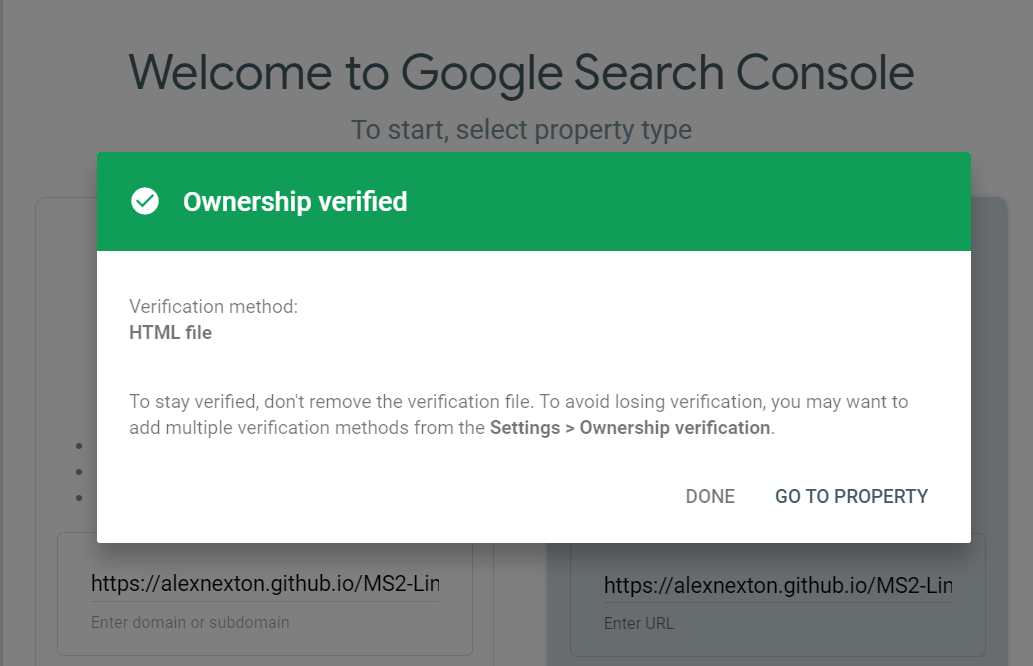 Welcome to Google Search Console
To start, select property type
Ownership verified
Verification method:
HTML file
To stay verified, don't remove the verification file. To avoid losing verification, you may want to
add multiple verification methods from the Settings > Ownership verification.
DONE GO TO PROPERTY
https://alexnexton.github.io/MS2-Lin
Enter domain or subdomain
https://alexnexton.github.io/MS2-Lin
Enter URL